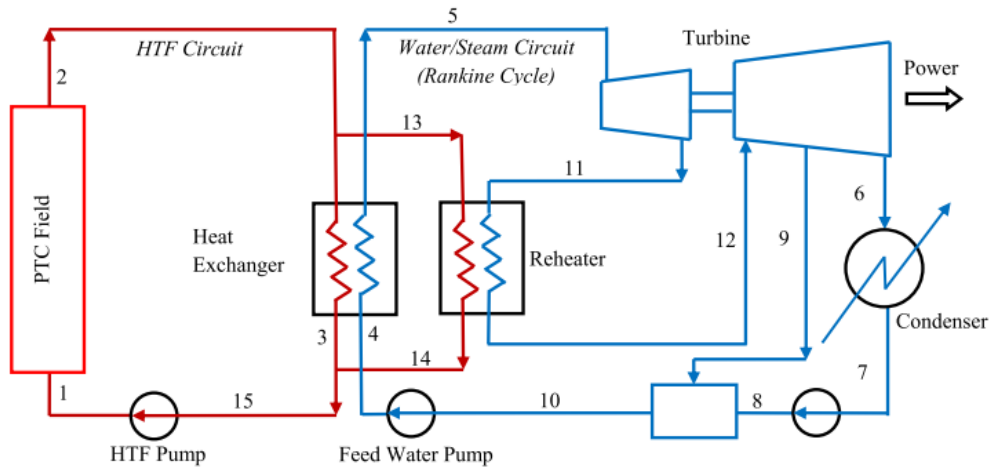 5
HTF Circuit
Water/Steam Circuit
(Rankine Cycle)
Turbine
Power
2
13
11
PTC Field
Heat
Exchanger
Reheater
12
9
6
Condenser
3
4
14
7
1
15
10
8
HTF Pump
Feed Water Pump